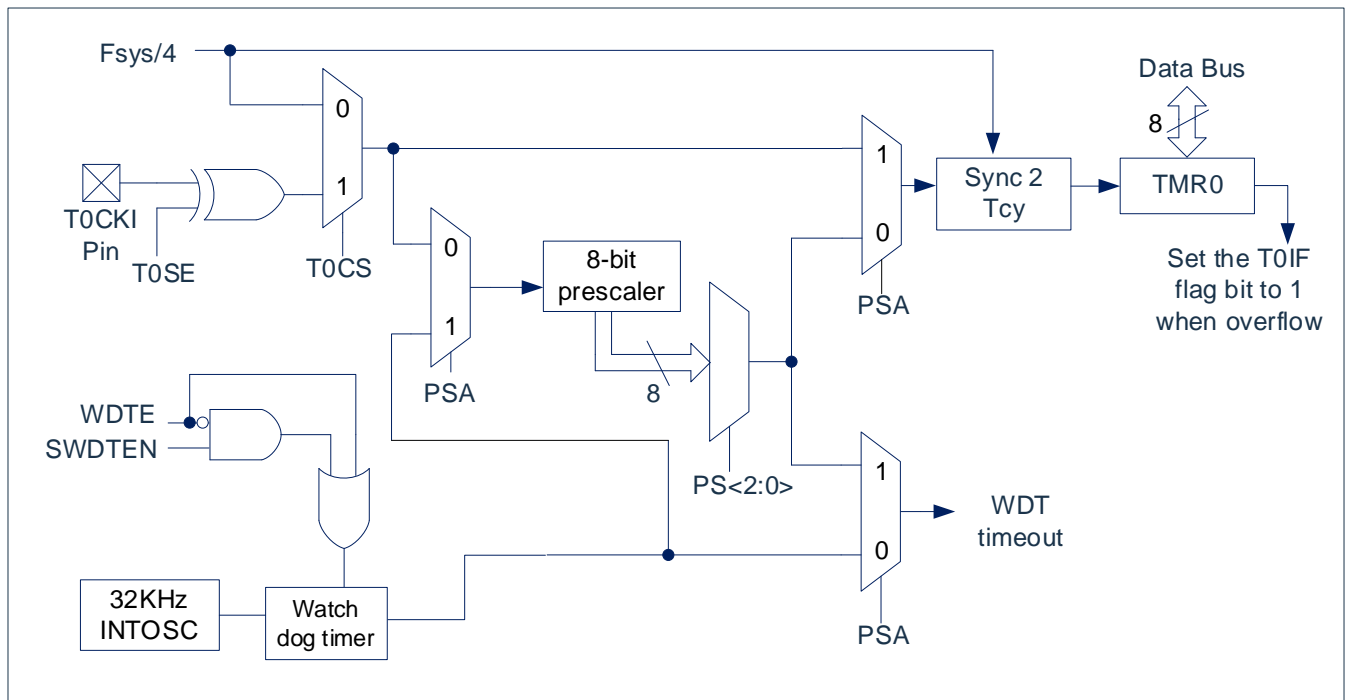 Fsys/4
Data Bus
8
0
1
T0CKI
Pin
T0SE
T0CS
1
0
PSA
Sync 2
Tcy
TMR0
Set the T0IF
flag bit to 1
when overflow
0
1
PSA
8-bit
prescaler
8
PS<2:0>
WDTE
SWDTEN
1
0
PSA
WDT
timeout
32KHz
INTOSC
Watch
dog timer